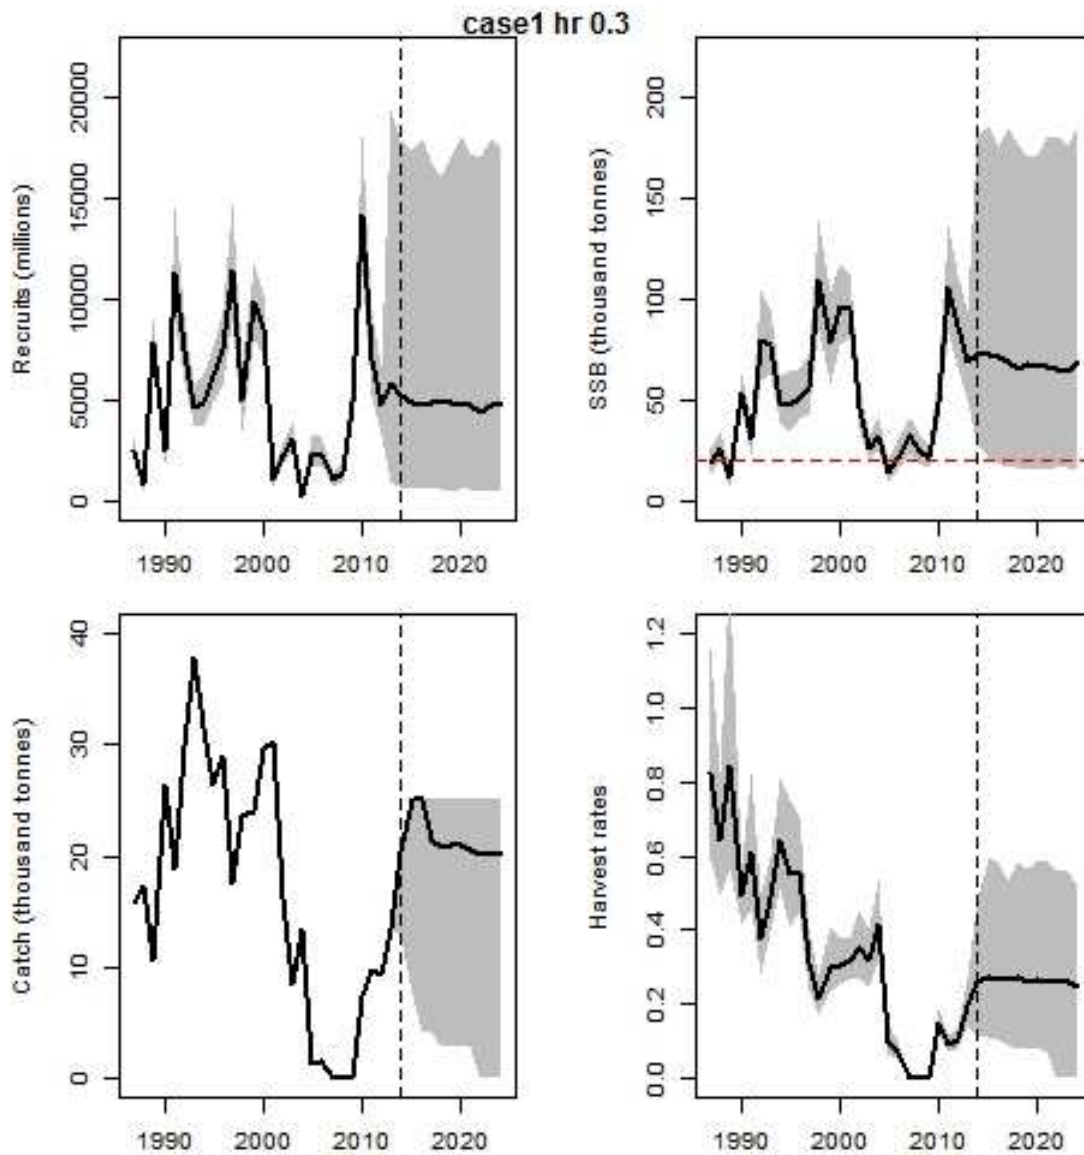 case1 hr 0.3
Recruits (millions)
0 5000 10000 15000 20000
1990 2000 2010 2020
SSB (thousand tonnes)
0 50 100 150 200
1990 2000 2010 2020
Catch (thousand tonnes)
0 10 20 30 40
1990 2000 2010 2020
Harvest rates
0.0 0.2 0.4 0.6 0.8 1.0 1.2
1990 2000 2010 2020